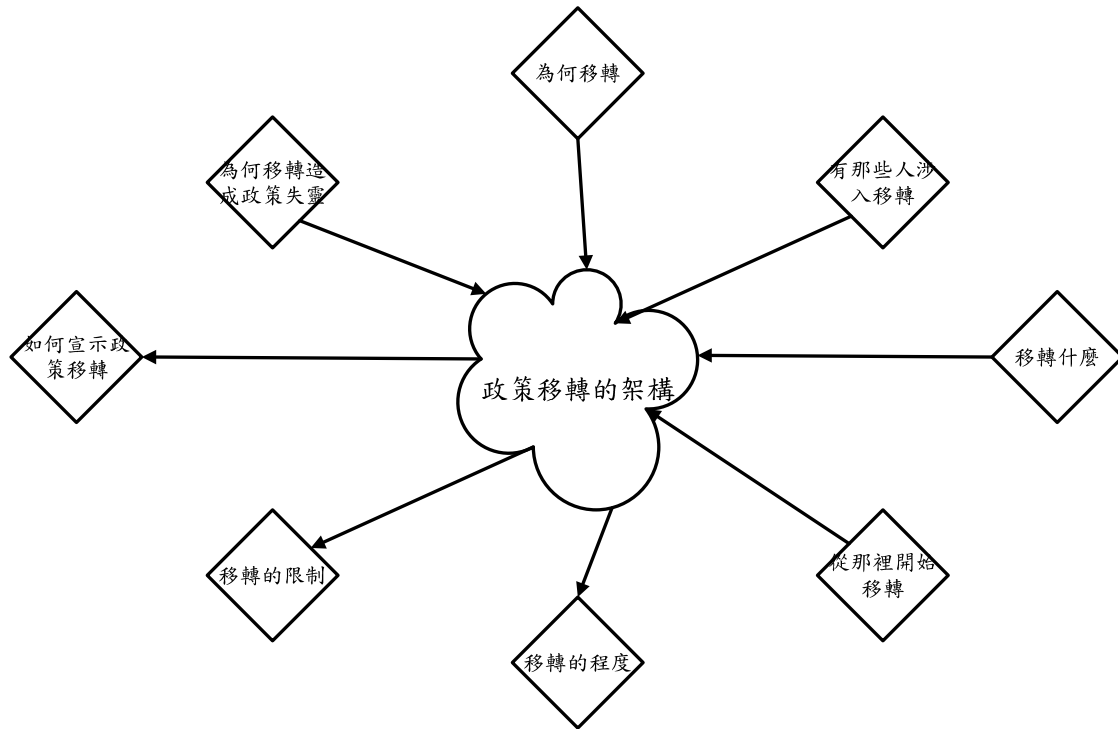 為何移轉
為何移轉造
成政策失靈
有那些人涉
入移轉
如何宣示政
策移轉
政策移轉的架構
移轉什麼
移轉的限制
移轉的程度
從那裡開始
移轉